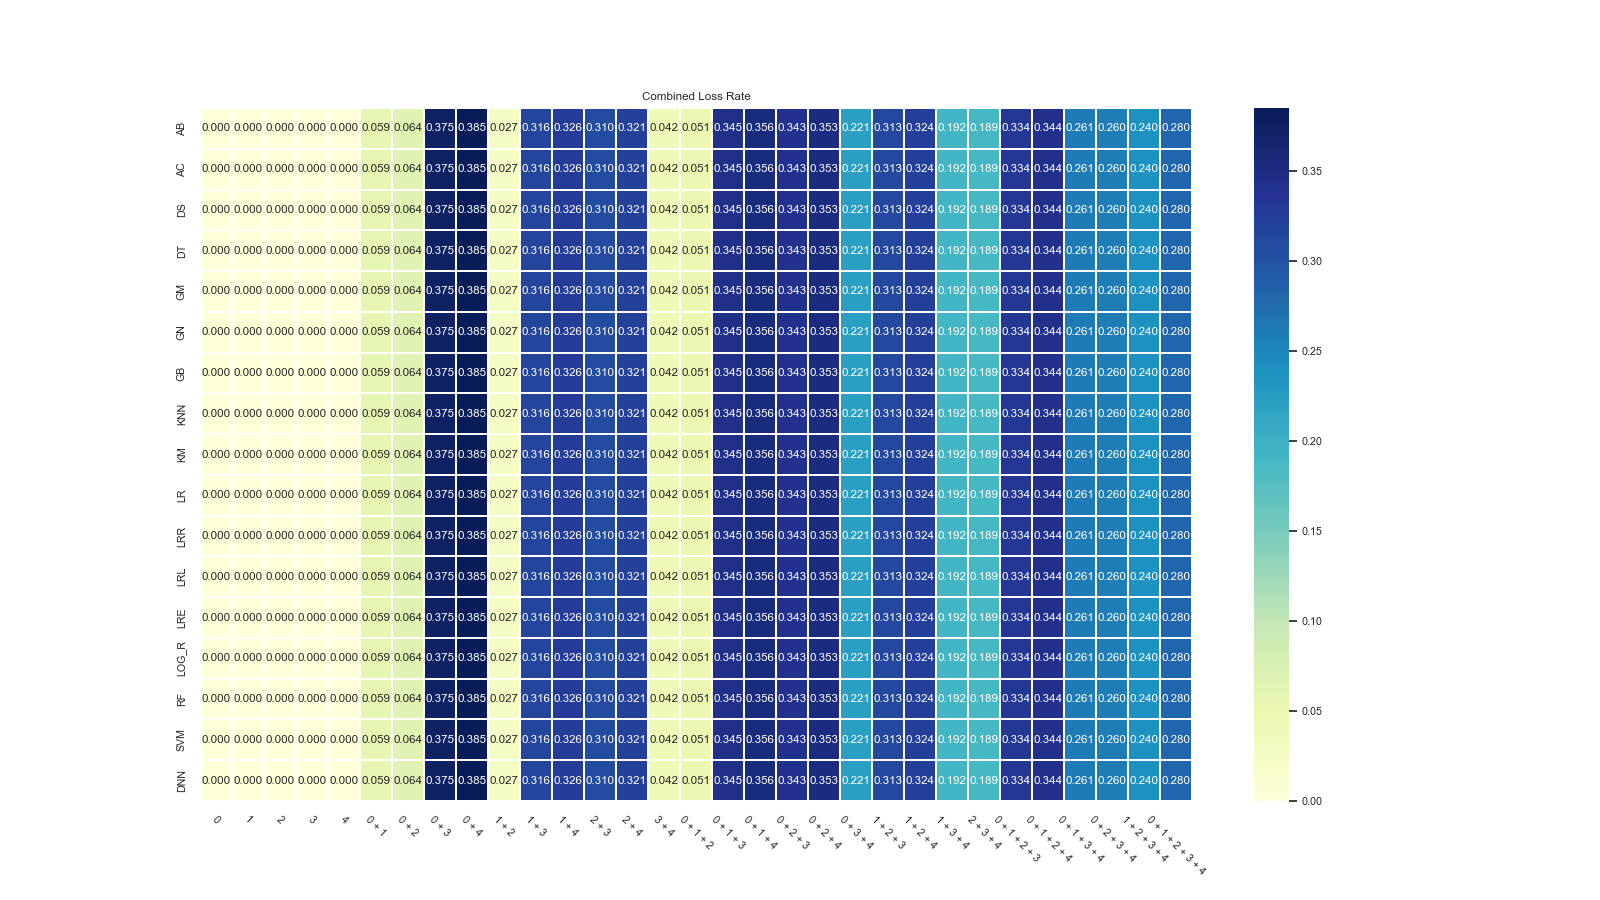 Combined Loss Rate
AB 0.000 0.000 0.000 0.000 0.000 0.059 0.064 0.375 0.385 0.027 0.316 0.326 0.310 0.321 0.042 0.051 0.345 0.356 0.343 0.353 0.221 0.313 0.324 0.192 0.189 0.334 0.344 0.261 0.260 0.240 0.280
AC 0.000 0.000 0.000 0.000 0.000 0.059 0.064 0.375 0.385 0.027 0.316 0.326 0.310 0.321 0.042 0.051 0.345 0.356 0.343 0.353 0.221 0.313 0.324 0.192 0.189 0.334 0.344 0.261 0.260 0.240 0.280
DS 0.000 0.000 0.000 0.000 0.000 0.059 0.064 0.375 0.385 0.027 0.316 0.326 0.310 0.321 0.042 0.051 0.345 0.356 0.343 0.353 0.221 0.313 0.324 0.192 0.189 0.334 0.344 0.261 0.260 0.240 0.280
DT 0.000 0.000 0.000 0.000 0.000 0.059 0.064 0.375 0.385 0.027 0.316 0.326 0.310 0.321 0.042 0.051 0.345 0.356 0.343 0.353 0.221 0.313 0.324 0.192 0.189 0.334 0.344 0.261 0.260 0.240 0.280
GM 0.000 0.000 0.000 0.000 0.000 0.059 0.064 0.375 0.385 0.027 0.316 0.326 0.310 0.321 0.042 0.051 0.345 0.356 0.343 0.353 0.221 0.313 0.324 0.192 0.189 0.334 0.344 0.261 0.260 0.240 0.280
GN 0.000 0.000 0.000 0.000 0.000 0.059 0.064 0.375 0.385 0.027 0.316 0.326 0.310 0.321 0.042 0.051 0.345 0.356 0.343 0.353 0.221 0.313 0.324 0.192 0.189 0.334 0.344 0.261 0.260 0.240 0.280
GB 0.000 0.000 0.000 0.000 0.000 0.059 0.064 0.375 0.385 0.027 0.316 0.326 0.310 0.321 0.042 0.051 0.345 0.356 0.343 0.353 0.221 0.313 0.324 0.192 0.189 0.334 0.344 0.261 0.260 0.240 0.280
KNN 0.000 0.000 0.000 0.000 0.000 0.059 0.064 0.375 0.385 0.027 0.316 0.326 0.310 0.321 0.042 0.051 0.345 0.356 0.343 0.353 0.221 0.313 0.324 0.192 0.189 0.334 0.344 0.261 0.260 0.240 0.280
KM 0.000 0.000 0.000 0.000 0.000 0.059 0.064 0.375 0.385 0.027 0.316 0.326 0.310 0.321 0.042 0.051 0.345 0.356 0.343 0.353 0.221 0.313 0.324 0.192 0.189 0.334 0.344 0.261 0.260 0.240 0.280
LR 0.000 0.000 0.000 0.000 0.000 0.059 0.064 0.375 0.385 0.027 0.316 0.326 0.310 0.321 0.042 0.051 0.345 0.356 0.343 0.353 0.221 0.313 0.324 0.192 0.189 0.334 0.344 0.261 0.260 0.240 0.280
LRR 0.000 0.000 0.000 0.000 0.000 0.059 0.064 0.375 0.385 0.027 0.316 0.326 0.310 0.321 0.042 0.051 0.345 0.356 0.343 0.353 0.221 0.313 0.324 0.192 0.189 0.334 0.344 0.261 0.260 0.240 0.280
LRL 0.000 0.000 0.000 0.000 0.000 0.059 0.064 0.375 0.385 0.027 0.316 0.326 0.310 0.321 0.042 0.051 0.345 0.356 0.343 0.353 0.221 0.313 0.324 0.192 0.189 0.334 0.344 0.261 0.260 0.240 0.280
LRE 0.000 0.000 0.000 0.000 0.000 0.059 0.064 0.375 0.385 0.027 0.316 0.326 0.310 0.321 0.042 0.051 0.345 0.356 0.343 0.353 0.221 0.313 0.324 0.192 0.189 0.334 0.344 0.261 0.260 0.240 0.280
LOG_R 0.000 0.000 0.000 0.000 0.000 0.059 0.064 0.375 0.385 0.027 0.316 0.326 0.310 0.321 0.042 0.051 0.345 0.356 0.343 0.353 0.221 0.313 0.324 0.192 0.189 0.334 0.344 0.261 0.260 0.240 0.280
RF 0.000 0.000 0.000 0.000 0.000 0.059 0.064 0.375 0.385 0.027 0.316 0.326 0.310 0.321 0.042 0.051 0.345 0.356 0.343 0.353 0.221 0.313 0.324 0.192 0.189 0.334 0.344 0.261 0.260 0.240 0.280
SVM 0.000 0.000 0.000 0.000 0.000 0.059 0.064 0.375 0.385 0.027 0.316 0.326 0.310 0.321 0.042 0.051 0.345 0.356 0.343 0.353 0.221 0.313 0.324 0.192 0.189 0.334 0.344 0.261 0.260 0.240 0.280
DNN 0.000 0.000 0.000 0.000 0.000 0.059 0.064 0.375 0.385 0.027 0.316 0.326 0.310 0.321 0.042 0.051 0.345 0.356 0.343 0.353 0.221 0.313 0.324 0.192 0.189 0.334 0.344 0.261 0.260 0.240 0.280
0
1
2
3
4
0 + 1
0 + 2
0 + 3
0 + 4
1 + 2
1 + 3
1 + 4
2 + 3
2 + 4
3 + 4
0 + 1 + 2
0 + 1 + 3
0 + 1 + 4
0 + 2 + 3
0 + 2 + 4
0 + 3 + 4
1 + 2 + 3
1 + 2 + 4
1 + 3 + 4
2 + 3 + 4
0 + 1 + 2 + 3
0 + 1 + 2 + 4
0 + 1 + 3 + 4
0 + 2 + 3 + 4
1 + 2 + 3 + 4
0 + 1 + 2 + 3 + 4
0.35
0.30
0.25
0.20
0.15
0.10
0.05
0.00